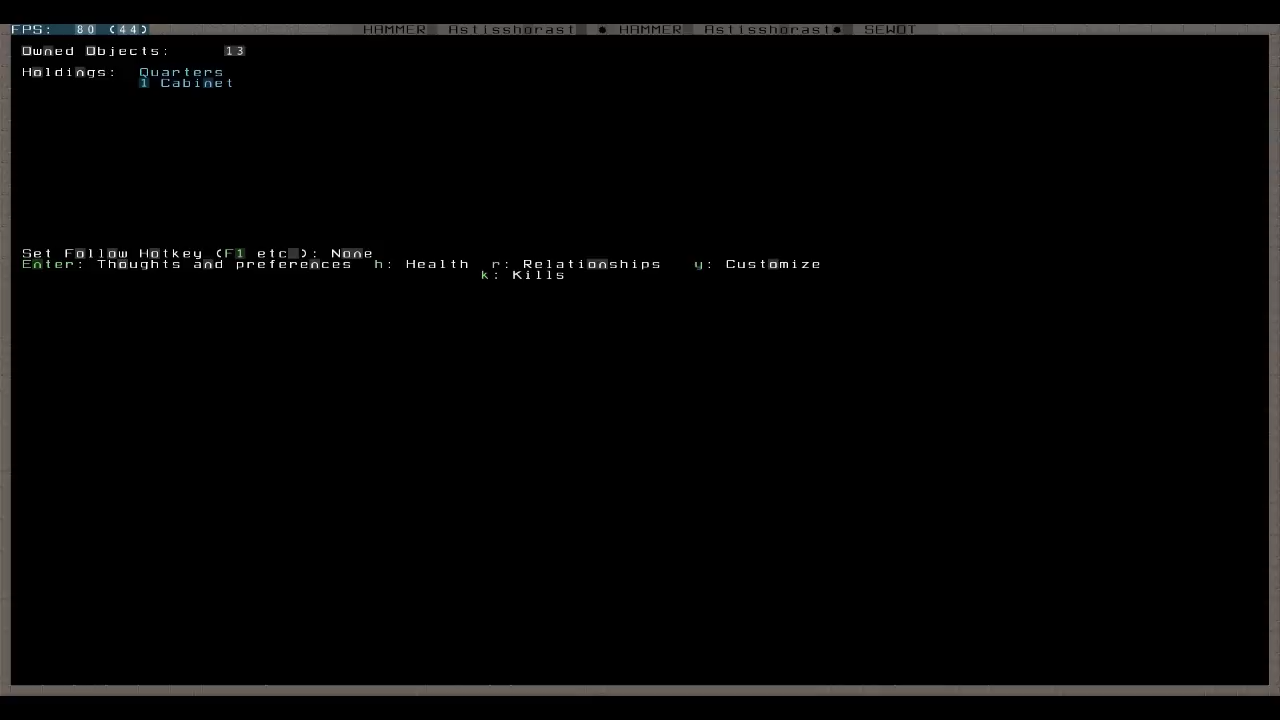 FPS: 80 (44) HAMMER Astisshorast HAMMER Astisshorast SEWOT
Owned Objects: 13
Holdings: Quarters
1 Cabinet
Set Follow Hotkey (F1 etc.): None
Enter: Thoughts and preferences h: Health r: Relationships y: Customize
k: Kills